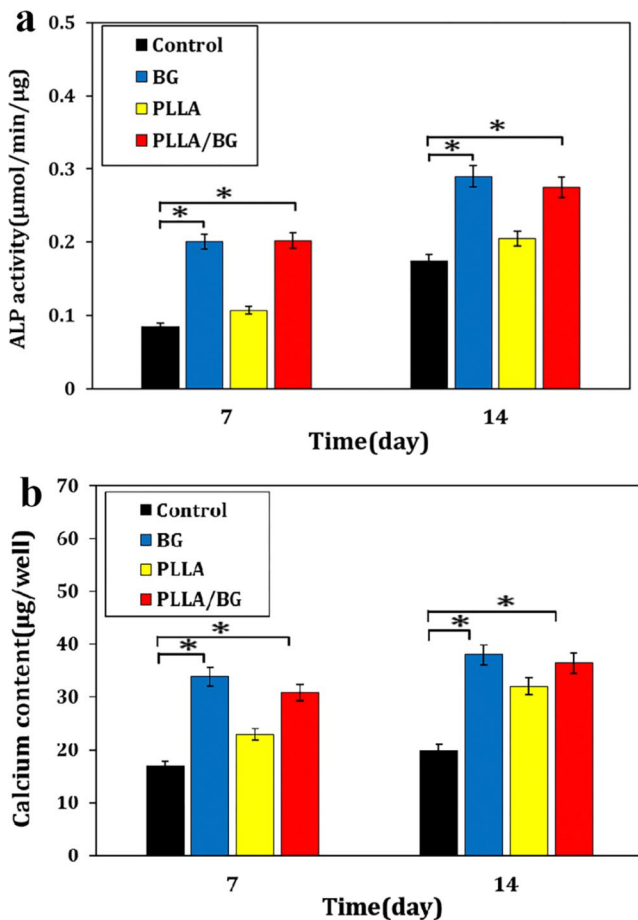 a
ALP activity(μmol/min/μg)
0.5
0.4
0.3
0.2
0.1
0
Control
BG
PLLA
PLLA/BG
*
*
*
*
7
14
Time(day)
b
Calcium content(μg/well)
70
60
50
40
30
20
10
0
Control
BG
PLLA
PLLA/BG
*
*
*
*
7
14
Time(day)